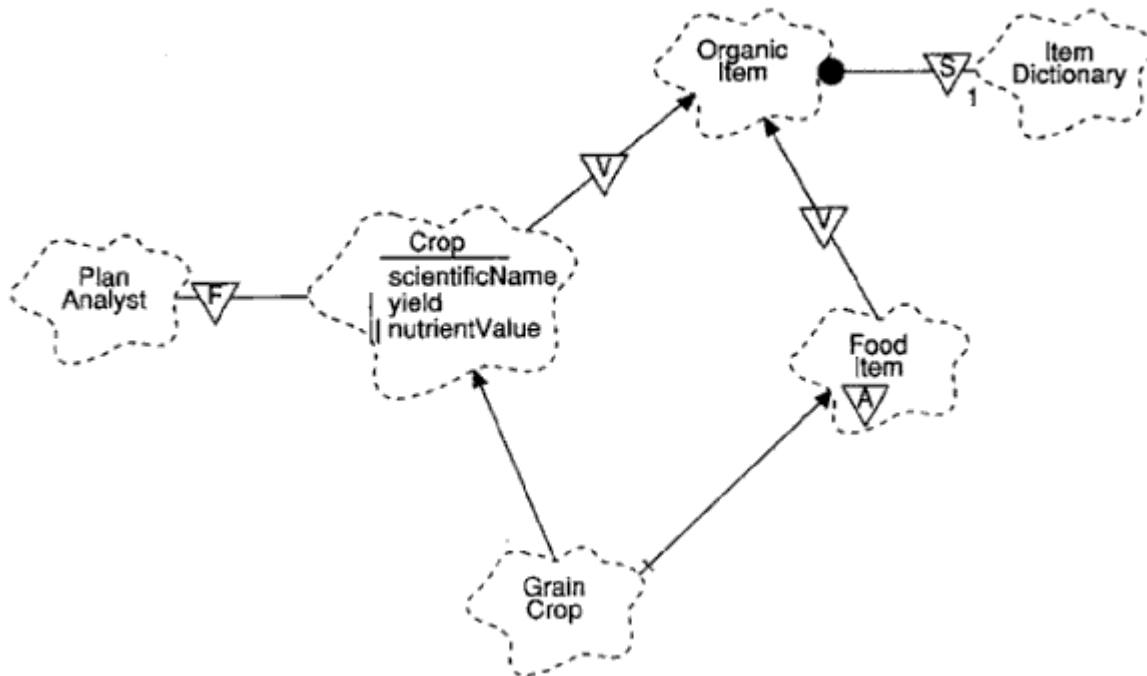 Organic
Item
S
1
Item
Dictionary
V
V
Crop
scientificName
yield
nutrientValue
Plan
Analyst
F
Food
Item
A
Grain
Crop